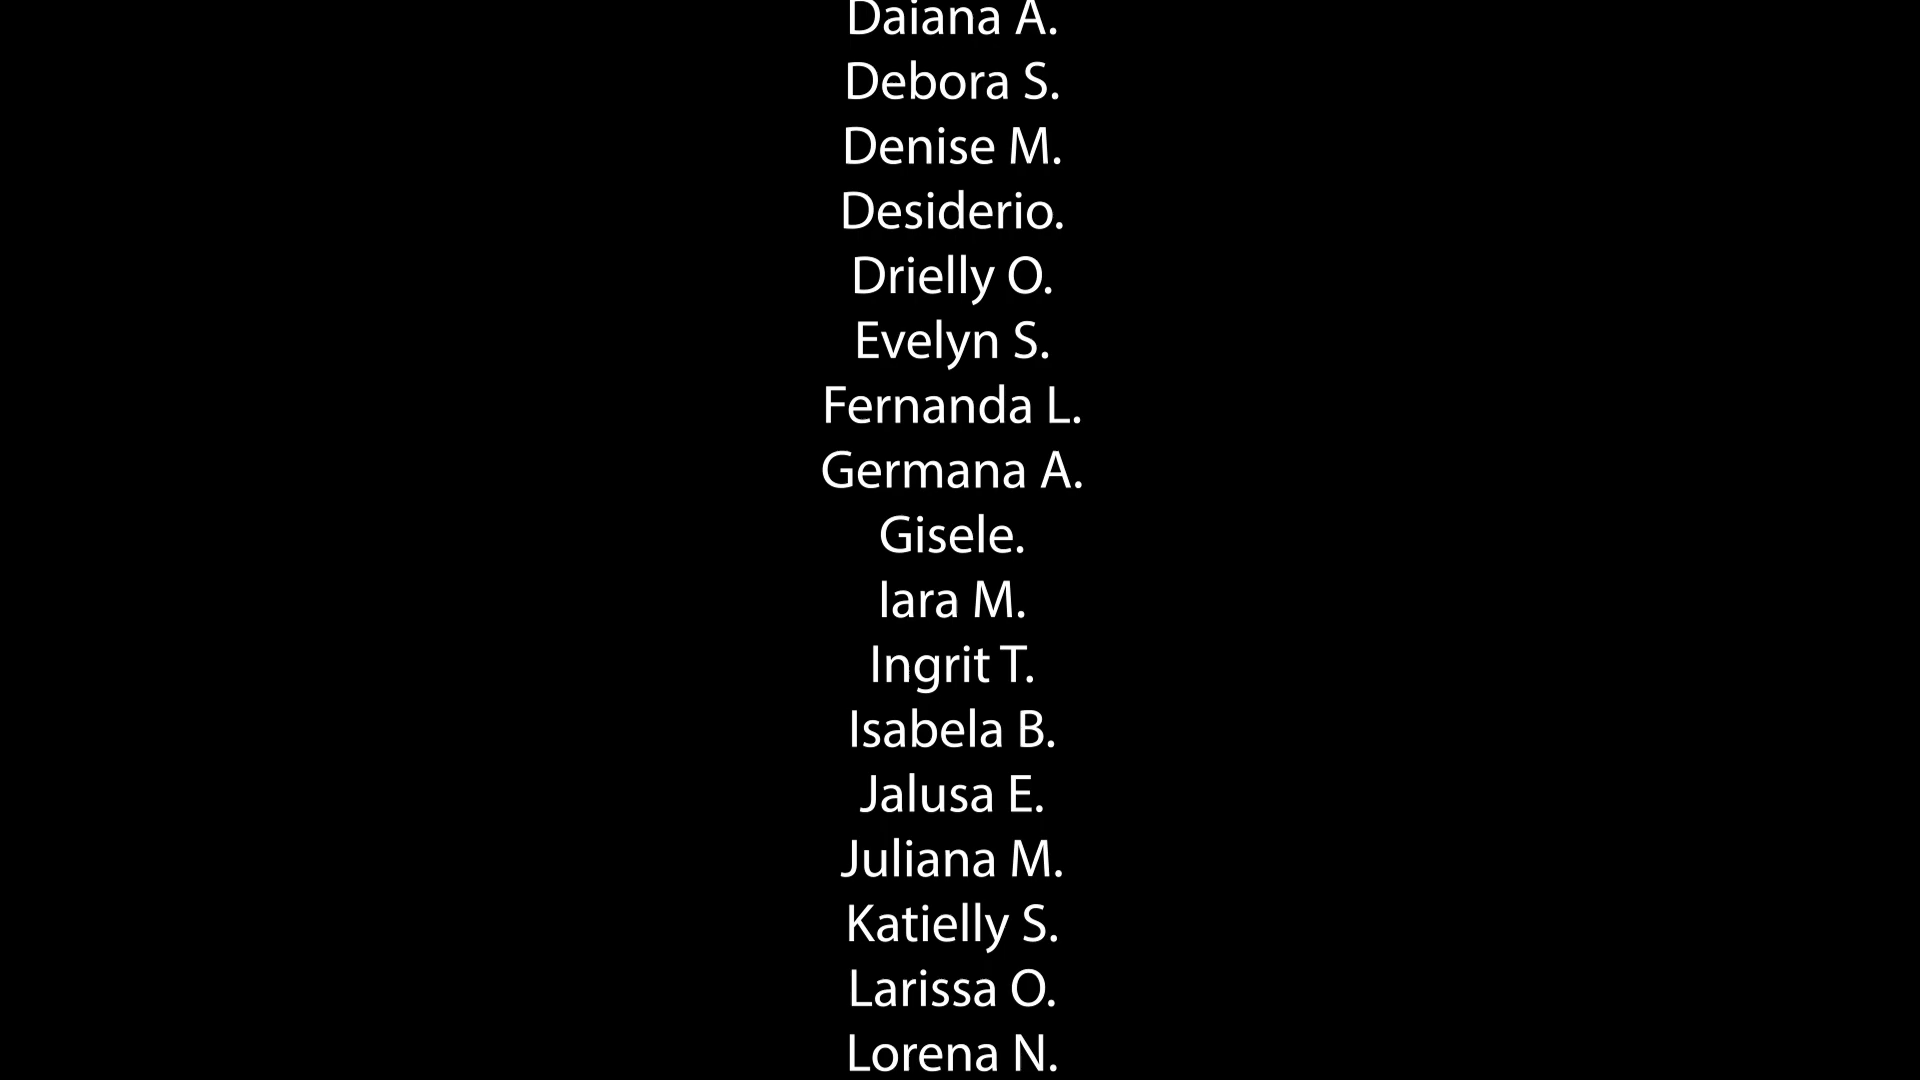 Daiana A.
Debora S.
Denise M.
Desiderio.
Drielly O.
Evelyn S.
Fernanda L.
Germana A.
Gisele.
Iara M.
Ingrit T.
Isabela B.
Jalusa E.
Juliana M.
Katielly S.
Larissa O.
Lorena N.